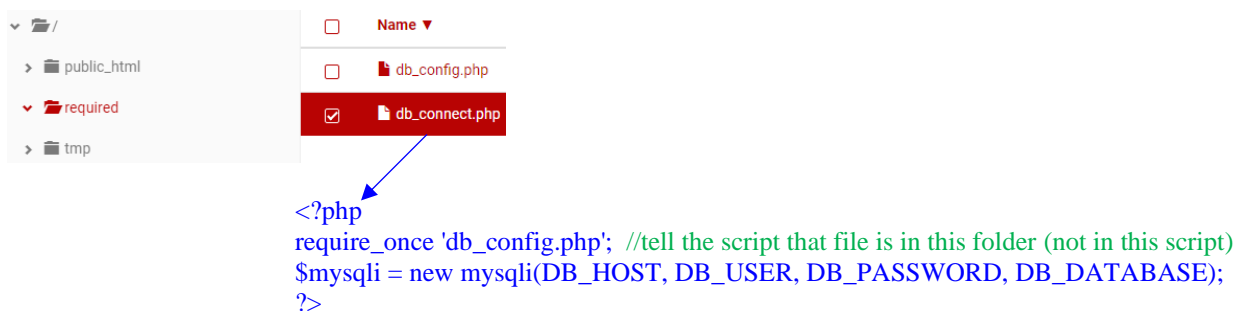 /
Name ▼
public_html
db_config.php
required
db_connect.php
tmp
<?php
require_once 'db_config.php'; //tell the script that file is in this folder (not in this script)
$mysqli = new mysqli(DB_HOST, DB_USER, DB_PASSWORD, DB_DATABASE);
?>